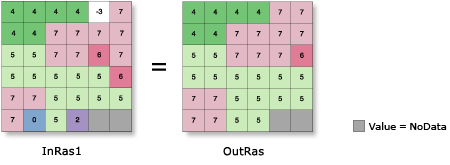 4 4 4 4 -3 7
4 4 7 7 7 7
5 5 7 7 6 7
5 5 5 5 5 6
7 7 5 5 5 5
7 0 5 2
InRas1
=
4 4 4 4 7 7
4 4 7 7 7 7
5 5 7 7 7 6
5 5 5 5 5 5
7 7 5 5 5 5
7 7 5 5
OutRas
Value = NoData